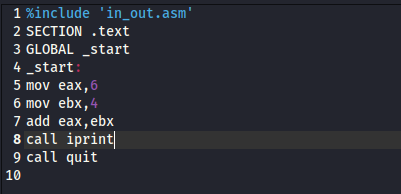 1 %include 'in_out.asm'
2 SECTION .text
3 GLOBAL _start
4 _start:
5 mov eax,6
6 mov ebx,4
7 add eax,ebx
8 call iprint
9 call quit
10